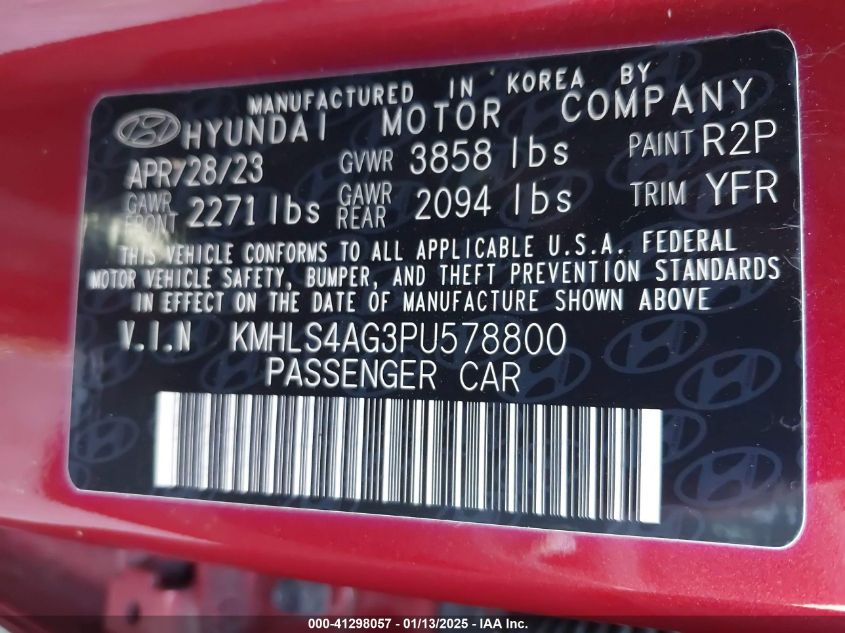 MANUFACTURED IN KOREA BY
HYUNDAI MOTOR COMPANY
APR/28/23 GVWR 3858 lbs PAINT R2P
GAWR FRONT 2271 lbs GAWR REAR 2094 lbs TRIM YFR
THIS VEHICLE CONFORMS TO ALL APPLICABLE U.S.A. FEDERAL
MOTOR VEHICLE SAFETY, BUMPER, AND THEFT PREVENTION STANDARDS
IN EFFECT ON THE DATE OF MANUFACTURE SHOWN ABOVE
V.I.N KMHLS4AG3PU578800
PASSENGER CAR
000-41298057 - 01/13/2025 - IAA Inc.